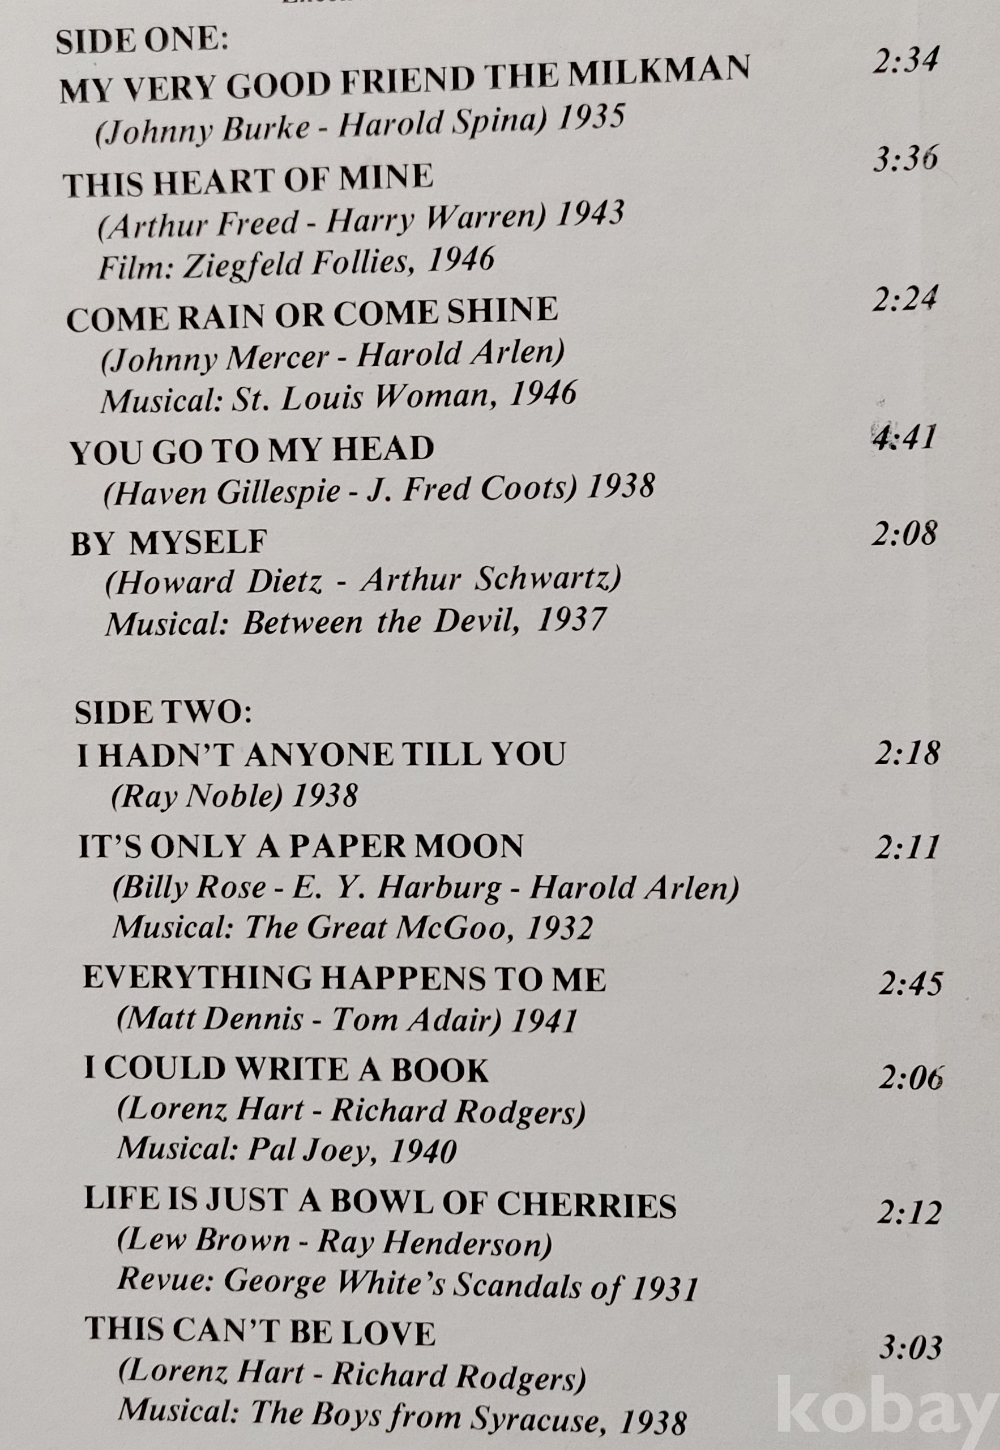 SIDE ONE:
MY VERY GOOD FRIEND THE MILKMAN 2:34
(Johnny Burke - Harold Spina) 1935
THIS HEART OF MINE 3:36
(Arthur Freed - Harry Warren) 1943
Film: Ziegfeld Follies, 1946
COME RAIN OR COME SHINE 2:24
(Johnny Mercer - Harold Arlen)
Musical: St. Louis Woman, 1946
YOU GO TO MY HEAD 4:41
(Haven Gillespie - J. Fred Coots) 1938
BY MYSELF 2:08
(Howard Dietz - Arthur Schwartz)
Musical: Between the Devil, 1937
SIDE TWO:
I HADN'T ANYONE TILL YOU 2:18
(Ray Noble) 1938
IT'S ONLY A PAPER MOON 2:11
(Billy Rose - E. Y. Harburg - Harold Arlen)
Musical: The Great McGoo, 1932
EVERYTHING HAPPENS TO ME 2:45
(Matt Dennis - Tom Adair) 1941
I COULD WRITE A BOOK 2:06
(Lorenz Hart - Richard Rodgers)
Musical: Pal Joey, 1940
LIFE IS JUST A BOWL OF CHERRIES 2:12
(Lew Brown - Ray Henderson)
Revue: George White's Scandals of 1931
THIS CAN'T BE LOVE 3:03
(Lorenz Hart - Richard Rodgers)
Musical: The Boys from Syracuse, 1938
kobay